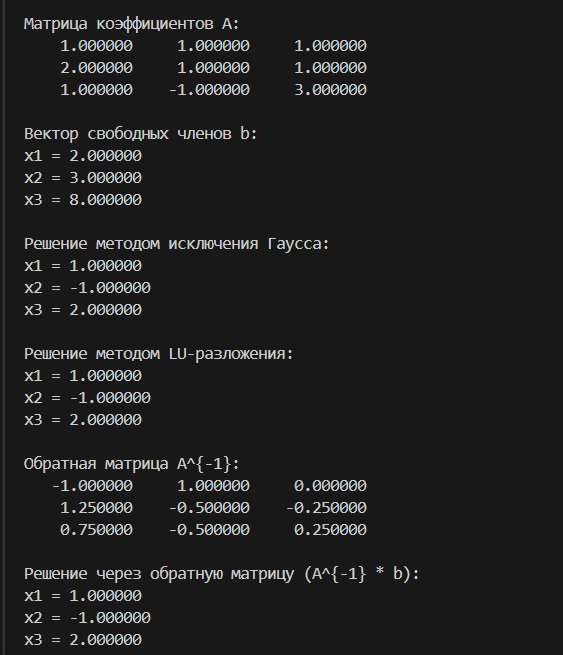 Матрица коэффициентов A:
1.000000 1.000000 1.000000
2.000000 1.000000 1.000000
1.000000 -1.000000 3.000000
Вектор свободных членов b:
x1 = 2.000000
x2 = 3.000000
x3 = 8.000000
Решение методом исключения Гаусса:
x1 = 1.000000
x2 = -1.000000
x3 = 2.000000
Решение методом LU-разложения:
x1 = 1.000000
x2 = -1.000000
x3 = 2.000000
Обратная матрица A^{-1}:
-1.000000 1.000000 0.000000
1.250000 -0.500000 -0.250000
0.750000 -0.500000 0.250000
Решение через обратную матрицу (A^{-1} * b):
x1 = 1.000000
x2 = -1.000000
x3 = 2.000000